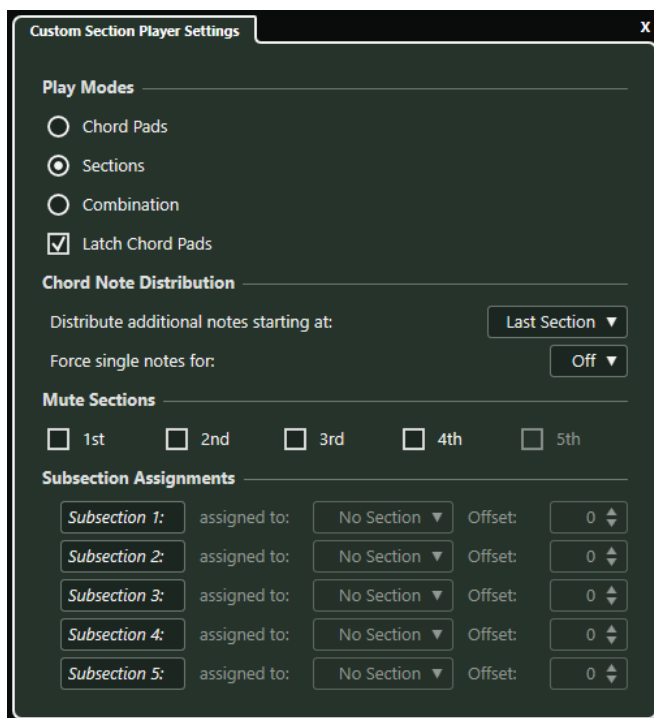 Custom Section Player Settings x
Play Modes
Chord Pads
Sections
Combination
Latch Chord Pads
Chord Note Distribution
Distribute additional notes starting at: Last Section
Force single notes for: Off
Mute Sections
1st 2nd 3rd 4th 5th
Subsection Assignments
Subsection 1: assigned to: No Section Offset: 0
Subsection 2: assigned to: No Section Offset: 0
Subsection 3: assigned to: No Section Offset: 0
Subsection 4: assigned to: No Section Offset: 0
Subsection 5: assigned to: No Section Offset: 0